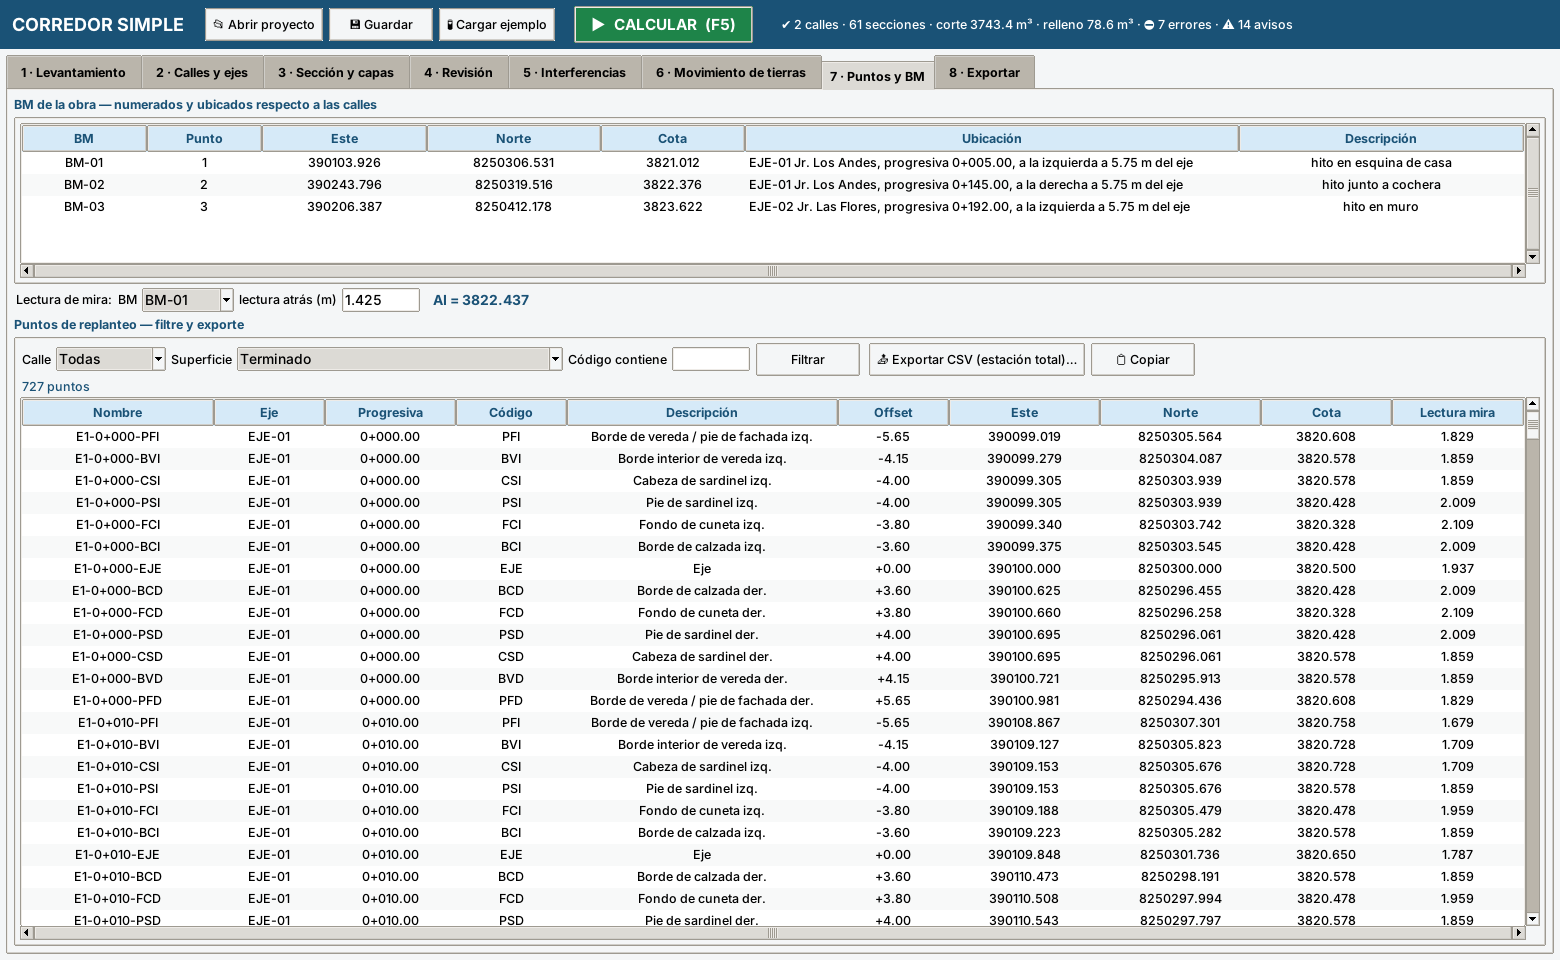 CORREDOR SIMPLE
Abrir proyecto
Guardar
Cargar ejemplo
▶ CALCULAR (F5)
✔ 2 calles · 61 secciones · corte 3743.4 m³ · relleno 78.6 m³ · ⛔ 7 errores · ⚠ 14 avisos
1 · Levantamiento
2 · Calles y ejes
3 · Sección y capas
4 · Revisión
5 · Interferencias
6 · Movimiento de tierras
7 · Puntos y BM
8 · Exportar
BM de la obra — numerados y ubicados respecto a las calles
BM Punto Este Norte Cota Ubicación Descripción
BM-01 1 390103.926 8250306.531 3821.012 EJE-01 Jr. Los Andes, progresiva 0+005.00, a la izquierda a 5.75 m del eje hito en esquina de casa
BM-02 2 390243.796 8250319.516 3822.376 EJE-01 Jr. Los Andes, progresiva 0+145.00, a la derecha a 5.75 m del eje hito junto a cochera
BM-03 3 390206.387 8250412.178 3823.622 EJE-02 Jr. Las Flores, progresiva 0+192.00, a la izquierda a 5.75 m del eje hito en muro
Lectura de mira: BM BM-01 lectura atrás (m) 1.425 AI = 3822.437
Puntos de replanteo — filtre y exporte
Calle Todas Superficie Terminado Código contiene Filtrar Exportar CSV (estación total)... Copiar
727 puntos
Nombre Eje Progresiva Código Descripción Offset Este Norte Cota Lectura mira
E1-0+000-PFI EJE-01 0+000.00 PFI Borde de vereda / pie de fachada izq. -5.65 390099.019 8250305.564 3820.608 1.829
E1-0+000-BVI EJE-01 0+000.00 BVI Borde interior de vereda izq. -4.15 390099.279 8250304.087 3820.578 1.859
E1-0+000-CSI EJE-01 0+000.00 CSI Cabeza de sardinel izq. -4.00 390099.305 8250303.939 3820.578 1.859
E1-0+000-PSI EJE-01 0+000.00 PSI Pie de sardinel izq. -4.00 390099.305 8250303.939 3820.428 2.009
E1-0+000-FCI EJE-01 0+000.00 FCI Fondo de cuneta izq. -3.80 390099.340 8250303.742 3820.328 2.109
E1-0+000-BCI EJE-01 0+000.00 BCI Borde de calzada izq. -3.60 390099.375 8250303.545 3820.428 2.009
E1-0+000-EJE EJE-01 0+000.00 EJE Eje +0.00 390100.000 8250300.000 3820.500 1.937
E1-0+000-BCD EJE-01 0+000.00 BCD Borde de calzada der. +3.60 390100.625 8250296.455 3820.428 2.009
E1-0+000-FCD EJE-01 0+000.00 FCD Fondo de cuneta der. +3.80 390100.660 8250296.258 3820.328 2.109
E1-0+000-PSD EJE-01 0+000.00 PSD Pie de sardinel der. +4.00 390100.695 8250296.061 3820.428 2.009
E1-0+000-CSD EJE-01 0+000.00 CSD Cabeza de sardinel der. +4.00 390100.695 8250296.061 3820.578 1.859
E1-0+000-BVD EJE-01 0+000.00 BVD Borde interior de vereda der. +4.15 390100.721 8250295.913 3820.578 1.859
E1-0+000-PFD EJE-01 0+000.00 PFD Borde de vereda / pie de fachada der. +5.65 390100.981 8250294.436 3820.608 1.829
E1-0+010-PFI EJE-01 0+010.00 PFI Borde de vereda / pie de fachada izq. -5.65 390108.867 8250307.301 3820.758 1.679
E1-0+010-BVI EJE-01 0+010.00 BVI Borde interior de vereda izq. -4.15 390109.127 8250305.823 3820.728 1.709
E1-0+010-CSI EJE-01 0+010.00 CSI Cabeza de sardinel izq. -4.00 390109.153 8250305.676 3820.728 1.709
E1-0+010-PSI EJE-01 0+010.00 PSI Pie de sardinel izq. -4.00 390109.153 8250305.676 3820.578 1.859
E1-0+010-FCI EJE-01 0+010.00 FCI Fondo de cuneta izq. -3.80 390109.188 8250305.479 3820.478 1.959
E1-0+010-BCI EJE-01 0+010.00 BCI Borde de calzada izq. -3.60 390109.223 8250305.282 3820.578 1.859
E1-0+010-EJE EJE-01 0+010.00 EJE Eje +0.00 390109.848 8250301.736 3820.650 1.787
E1-0+010-BCD EJE-01 0+010.00 BCD Borde de calzada der. +3.60 390110.473 8250298.191 3820.578 1.859
E1-0+010-FCD EJE-01 0+010.00 FCD Fondo de cuneta der. +3.80 390110.508 8250297.994 3820.478 1.959
E1-0+010-PSD EJE-01 0+010.00 PSD Pie de sardinel der. +4.00 390110.543 8250297.797 3820.578 1.859